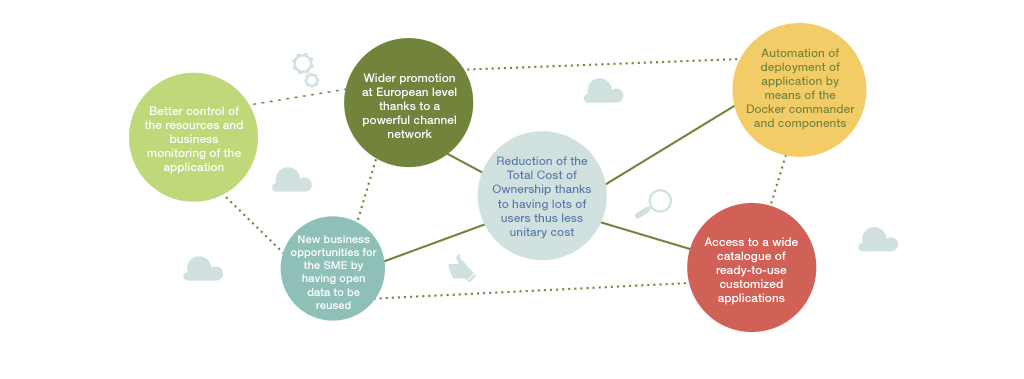 Better control of
the resources and
business
monitoring of the
application
Wider promotion
at European level
thanks to a
powerful channel
network
Automation of
deployment of
application by
means of the
Docker commander
and components
Reduction of the
Total Cost of
Ownership thanks
to having lots of
users thus less
unitary cost
New business
opportunities for
the SME by
having open
data to be
reused
Access to a wide
catalogue of
ready-to-use
customized
applications